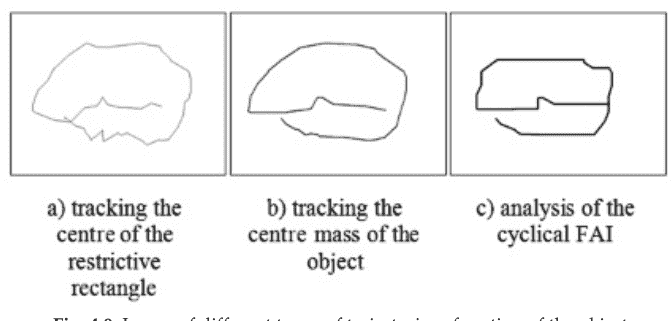 a) tracking the
centre of the
restrictive
rectangle
b) tracking the
centre mass of the
object
c) analysis of the
cyclical FAI